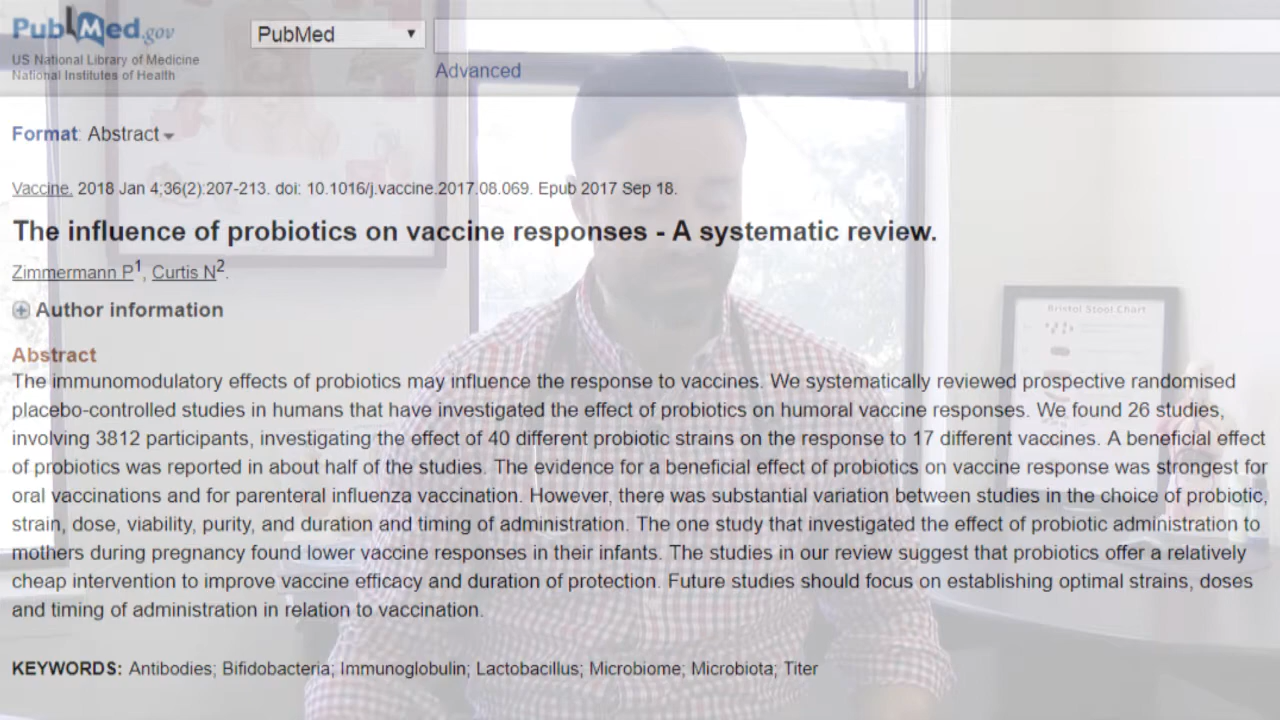 PubMed.gov
US National Library of Medicine
National Institutes of Health
PubMed
Advanced
Format: Abstract
Vaccine. 2018 Jan 4;36(2):207-213. doi: 10.1016/j.vaccine.2017.08.069. Epub 2017 Sep 18.
The influence of probiotics on vaccine responses - A systematic review.
Zimmermann P1, Curtis N2.
Author information
Abstract
The immunomodulatory effects of probiotics may influence the response to vaccines. We systematically reviewed prospective randomised
placebo-controlled studies in humans that have investigated the effect of probiotics on humoral vaccine responses. We found 26 studies,
involving 3812 participants, investigating the effect of 40 different probiotic strains on the response to 17 different vaccines. A beneficial effect
of probiotics was reported in about half of the studies. The evidence for a beneficial effect of probiotics on vaccine response was strongest for
oral vaccinations and for parenteral influenza vaccination. However, there was substantial variation between studies in the choice of probiotic,
strain, dose, viability, purity, and duration and timing of administration. The one study that investigated the effect of probiotic administration to
mothers during pregnancy found lower vaccine responses in their infants. The studies in our review suggest that probiotics offer a relatively
cheap intervention to improve vaccine efficacy and duration of protection. Future studies should focus on establishing optimal strains, doses
and timing of administration in relation to vaccination.
KEYWORDS: Antibodies; Bifidobacteria; Immunoglobulin; Lactobacillus; Microbiome; Microbiota; Titer
Bristol Stool Chart